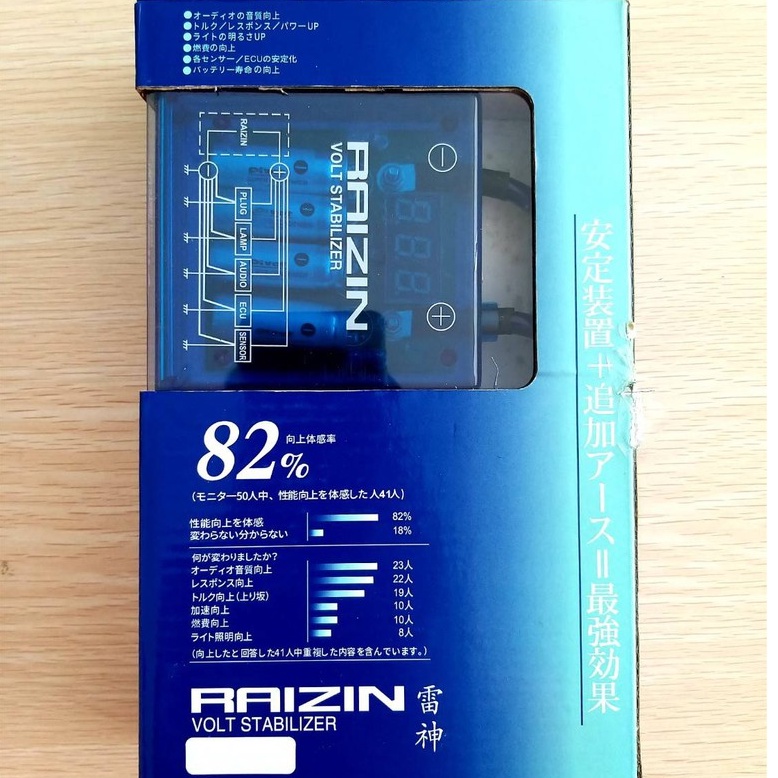 ●オーディオの音質向上
●トルク／レスポンス／パワーUP
●ライトの明るさUP
●燃費の向上
●各センサー／ECUの安定化
●バッテリー寿命の向上
RAIZIN
VOLT STABILIZER
RAIZIN
PLUG
LAMP
AUDIO
ECU
SENSOR
安定装置＋追加アース＝最強効果
82%
向上体感率
(モニター50人中、性能向上を体感した人41人)
性能向上を体感 82%
変わらない分からない 18%
何が変わりましたか?
オーディオ音質向上 23人
レスポンス向上 22人
トルク向上(上り坂) 19人
加速向上 10人
燃費向上 10人
ライト照明向上 8人
(向上したと回答した41人中重視した内容を含んでいます。)
RAIZIN 雷神
VOLT STABILIZER